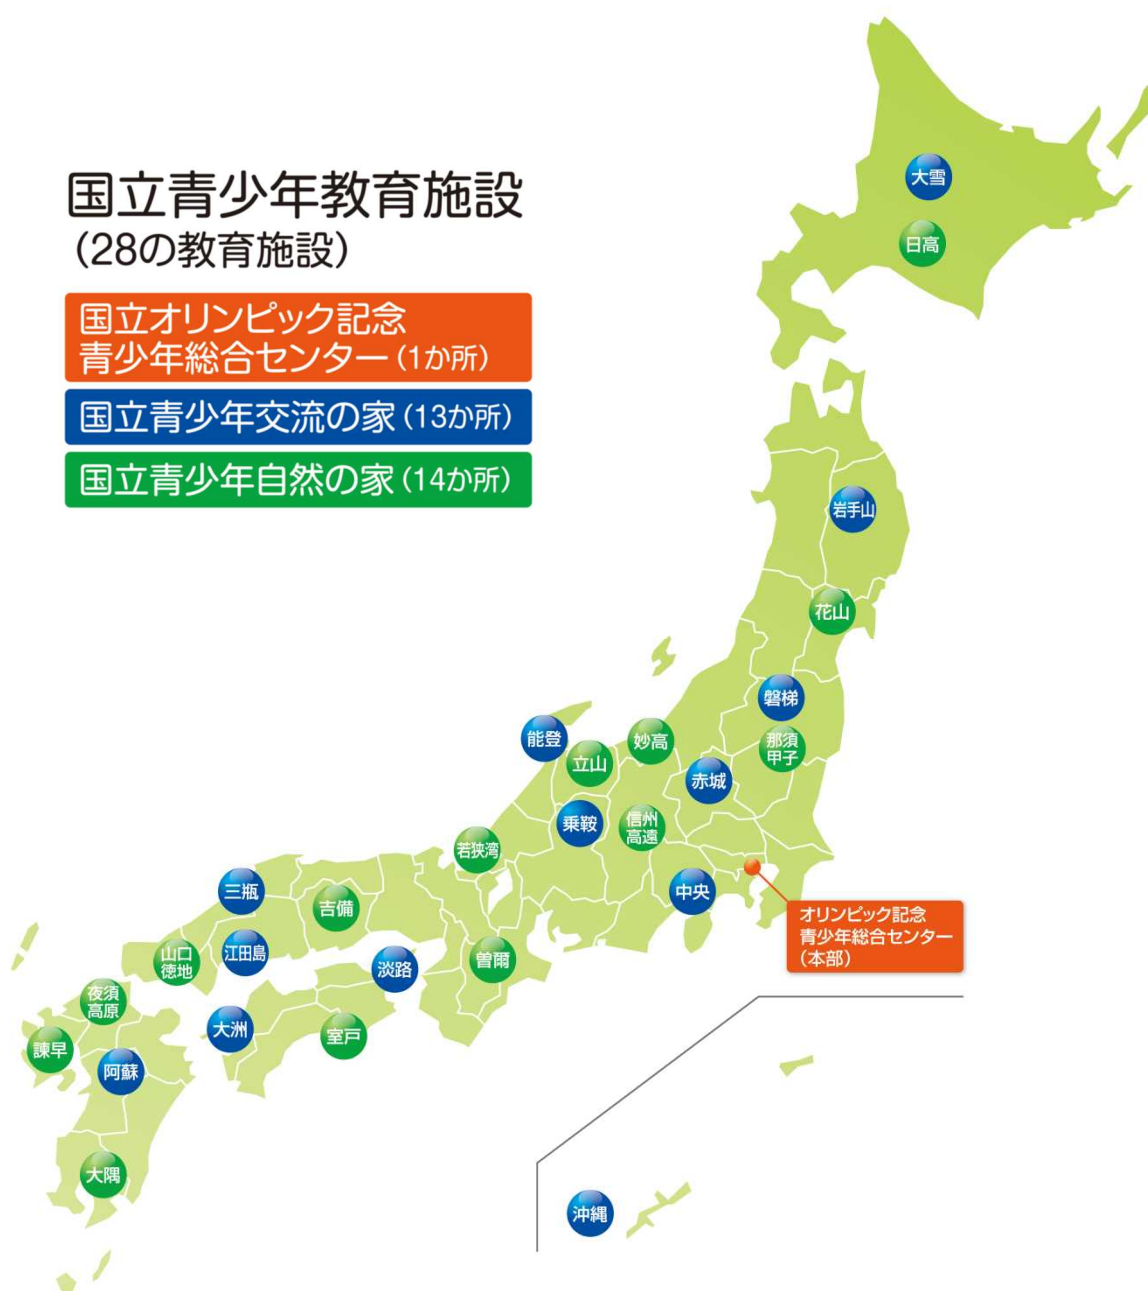 国立青少年教育施設
（28の教育施設）
国立オリンピック記念
青少年総合センター（1か所）
国立青少年交流の家（13か所）
国立青少年自然の家（14か所）
大雪
日高
岩手山
花山
磐梯
能登
妙高
那須
甲子
立山
赤城
乗鞍
信州
高遠
若狭湾
三瓶
中央
吉備
オリンピック記念
青少年総合センター
（本部）
山口
徳地
江田島
淡路
曽爾
夜須
高原
大洲
室戸
諫早
阿蘇
大隅
沖縄